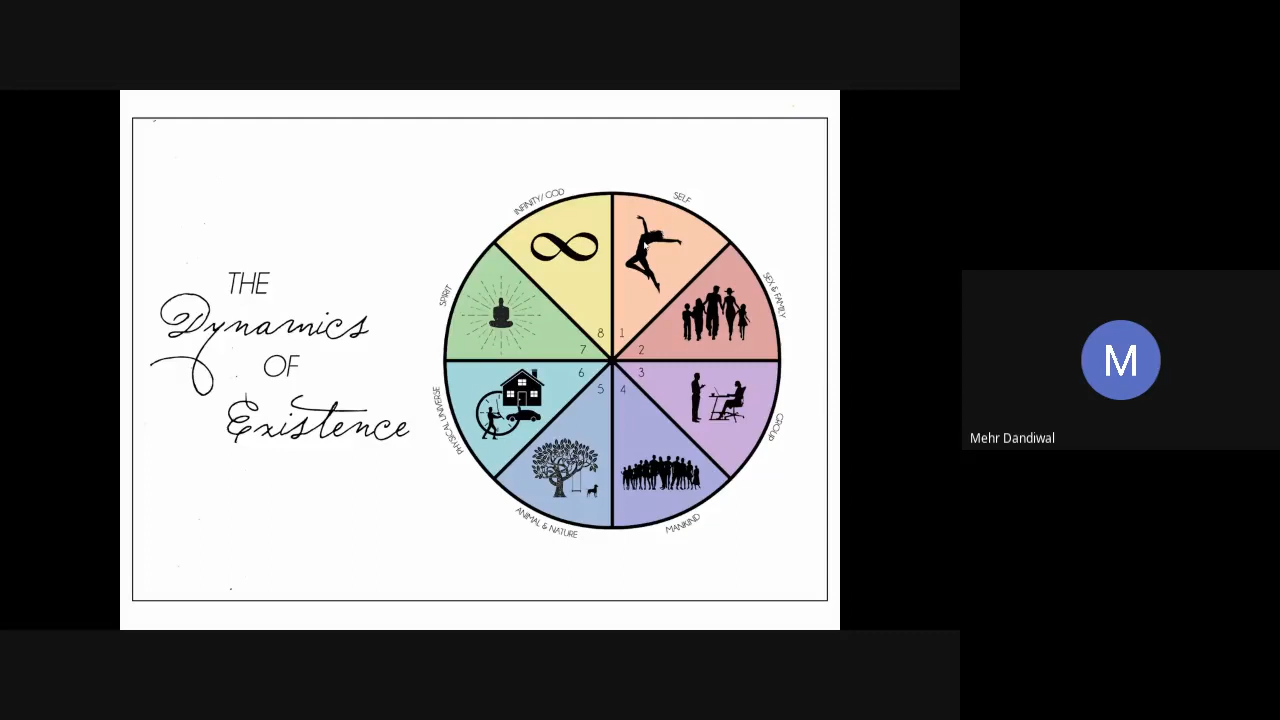 THE
Dynamics
OF
Existence
INFINITY/ GOD
SELF
SEX & FAMILY
GROUP
MANKIND
ANIMAL & NATURE
PHYSICAL UNIVERSE
SPIRIT
8 1
7 2
6 3
5 4
M
Mehr Dandiwal